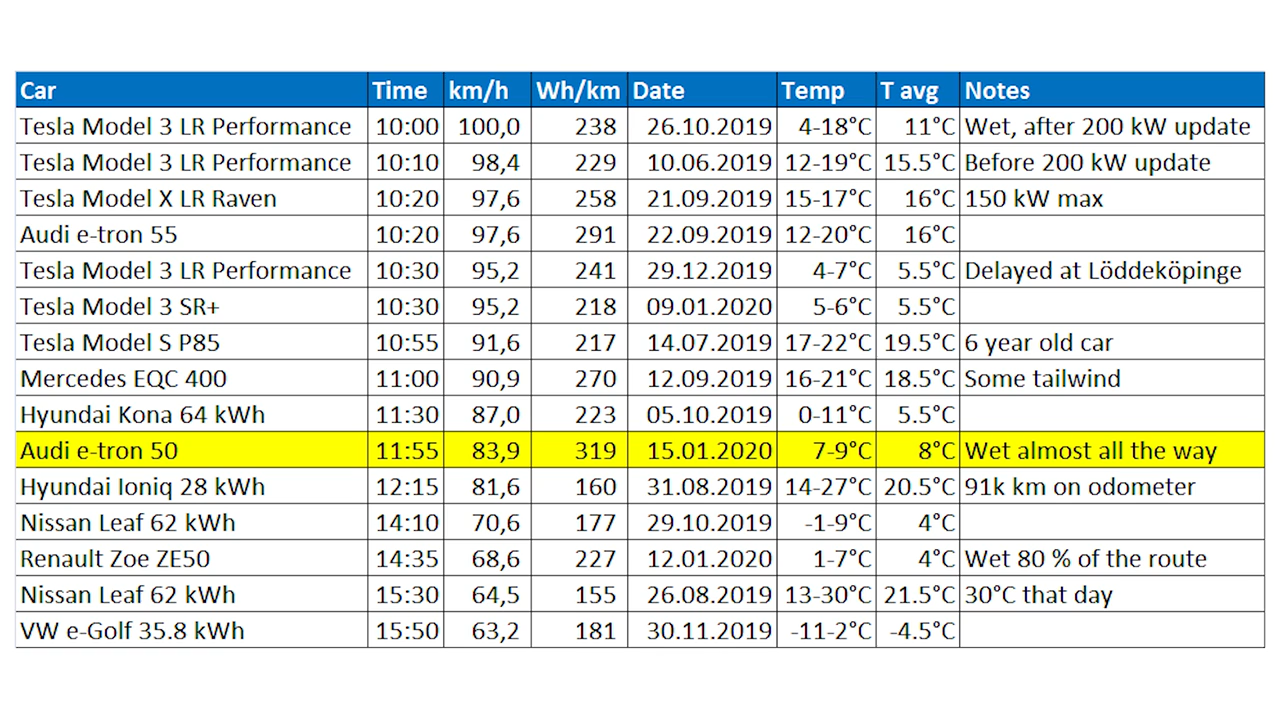 Car Time km/h Wh/km Date Temp T avg Notes
Tesla Model 3 LR Performance 10:00 100,0 238 26.10.2019 4-18°C 11°C Wet, after 200 kW update
Tesla Model 3 LR Performance 10:10 98,4 229 10.06.2019 12-19°C 15.5°C Before 200 kW update
Tesla Model X LR Raven 10:20 97,6 258 21.09.2019 15-17°C 16°C 150 kW max
Audi e-tron 55 10:20 97,6 291 22.09.2019 12-20°C 16°C
Tesla Model 3 LR Performance 10:30 95,2 241 29.12.2019 4-7°C 5.5°C Delayed at Löddeköpinge
Tesla Model 3 SR+ 10:30 95,2 218 09.01.2020 5-6°C 5.5°C
Tesla Model S P85 10:55 91,6 217 14.07.2019 17-22°C 19.5°C 6 year old car
Mercedes EQC 400 11:00 90,9 270 12.09.2019 16-21°C 18.5°C Some tailwind
Hyundai Kona 64 kWh 11:30 87,0 223 05.10.2019 0-11°C 5.5°C
Audi e-tron 50 11:55 83,9 319 15.01.2020 7-9°C 8°C Wet almost all the way
Hyundai Ioniq 28 kWh 12:15 81,6 160 31.08.2019 14-27°C 20.5°C 91k km on odometer
Nissan Leaf 62 kWh 14:10 70,6 177 29.10.2019 -1-9°C 4°C
Renault Zoe ZE50 14:35 68,6 227 12.01.2020 1-7°C 4°C Wet 80 % of the route
Nissan Leaf 62 kWh 15:30 64,5 155 26.08.2019 13-30°C 21.5°C 30°C that day
VW e-Golf 35.8 kWh 15:50 63,2 181 30.11.2019 -11-2°C -4.5°C